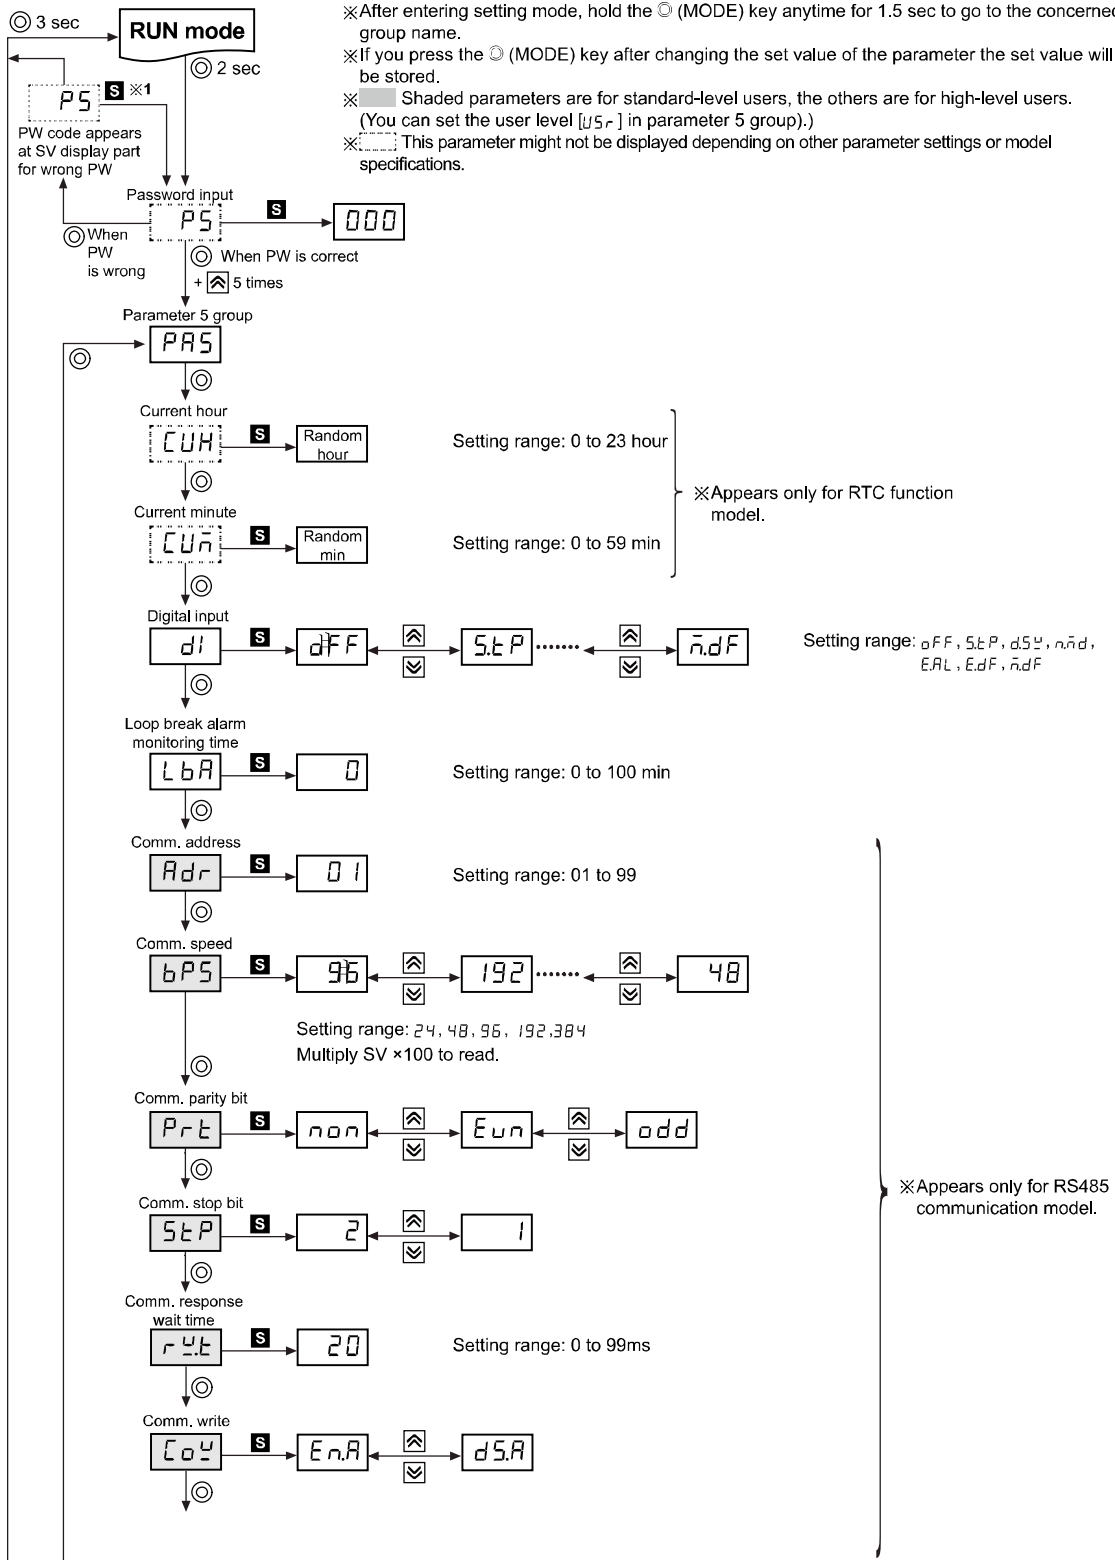 ◎ 3 sec
RUN mode
◎ 2 sec
※After entering setting mode, hold the ◎ (MODE) key anytime for 1.5 sec to go to the concerned
group name.
※If you press the ◎ (MODE) key after changing the set value of the parameter the set value will
be stored.
※ Shaded parameters are for standard-level users, the others are for high-level users.
(You can set the user level [USr] in parameter 5 group).)
※ This parameter might not be displayed depending on other parameter settings or model
specifications.
PS S ※1
PW code appears
at SV display part
for wrong PW
Password input
PS S 000
◎When
PW
is wrong
◎ When PW is correct
+ 5 times
Parameter 5 group
◎ PA5
◎
Current hour
CUH S Random
hour
Setting range: 0 to 23 hour
◎
Current minute
CUm S Random
min
Setting range: 0 to 59 min
※Appears only for RTC function
model.
◎
Digital input
dI S oFF S.tP ······· m.dF
Setting range: oFF, S.tP, d.SY, n.md,
E.AL, E.dF, m.dF
◎
Loop break alarm
monitoring time
LbA S 0
Setting range: 0 to 100 min
◎
Comm. address
Adr S 01
Setting range: 01 to 99
◎
Comm. speed
bPS S 96 192 ······· 48
Setting range: 24, 48, 96, 192,384
Multiply SV ×100 to read.
◎
Comm. parity bit
Prt S non Eun odd
◎
Comm. stop bit
StP S 2 1
※Appears only for RS485
communication model.
◎
Comm. response
wait time
rY.t S 20
Setting range: 0 to 99ms
◎
Comm. write
CoY S En.A dS.A
◎